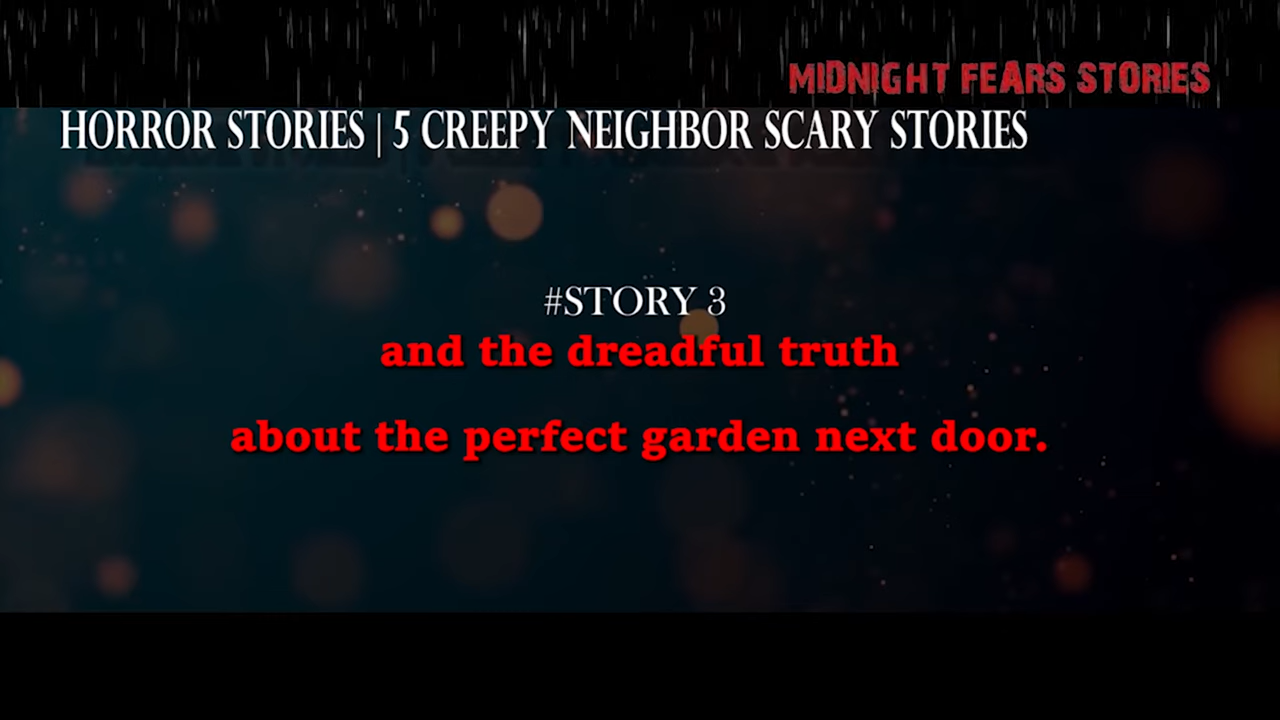 MIDNIGHT FEARS STORIES
HORROR STORIES | 5 CREEPY NEIGHBOR SCARY STORIES
#STORY 3
and the dreadful truth
about the perfect garden next door.